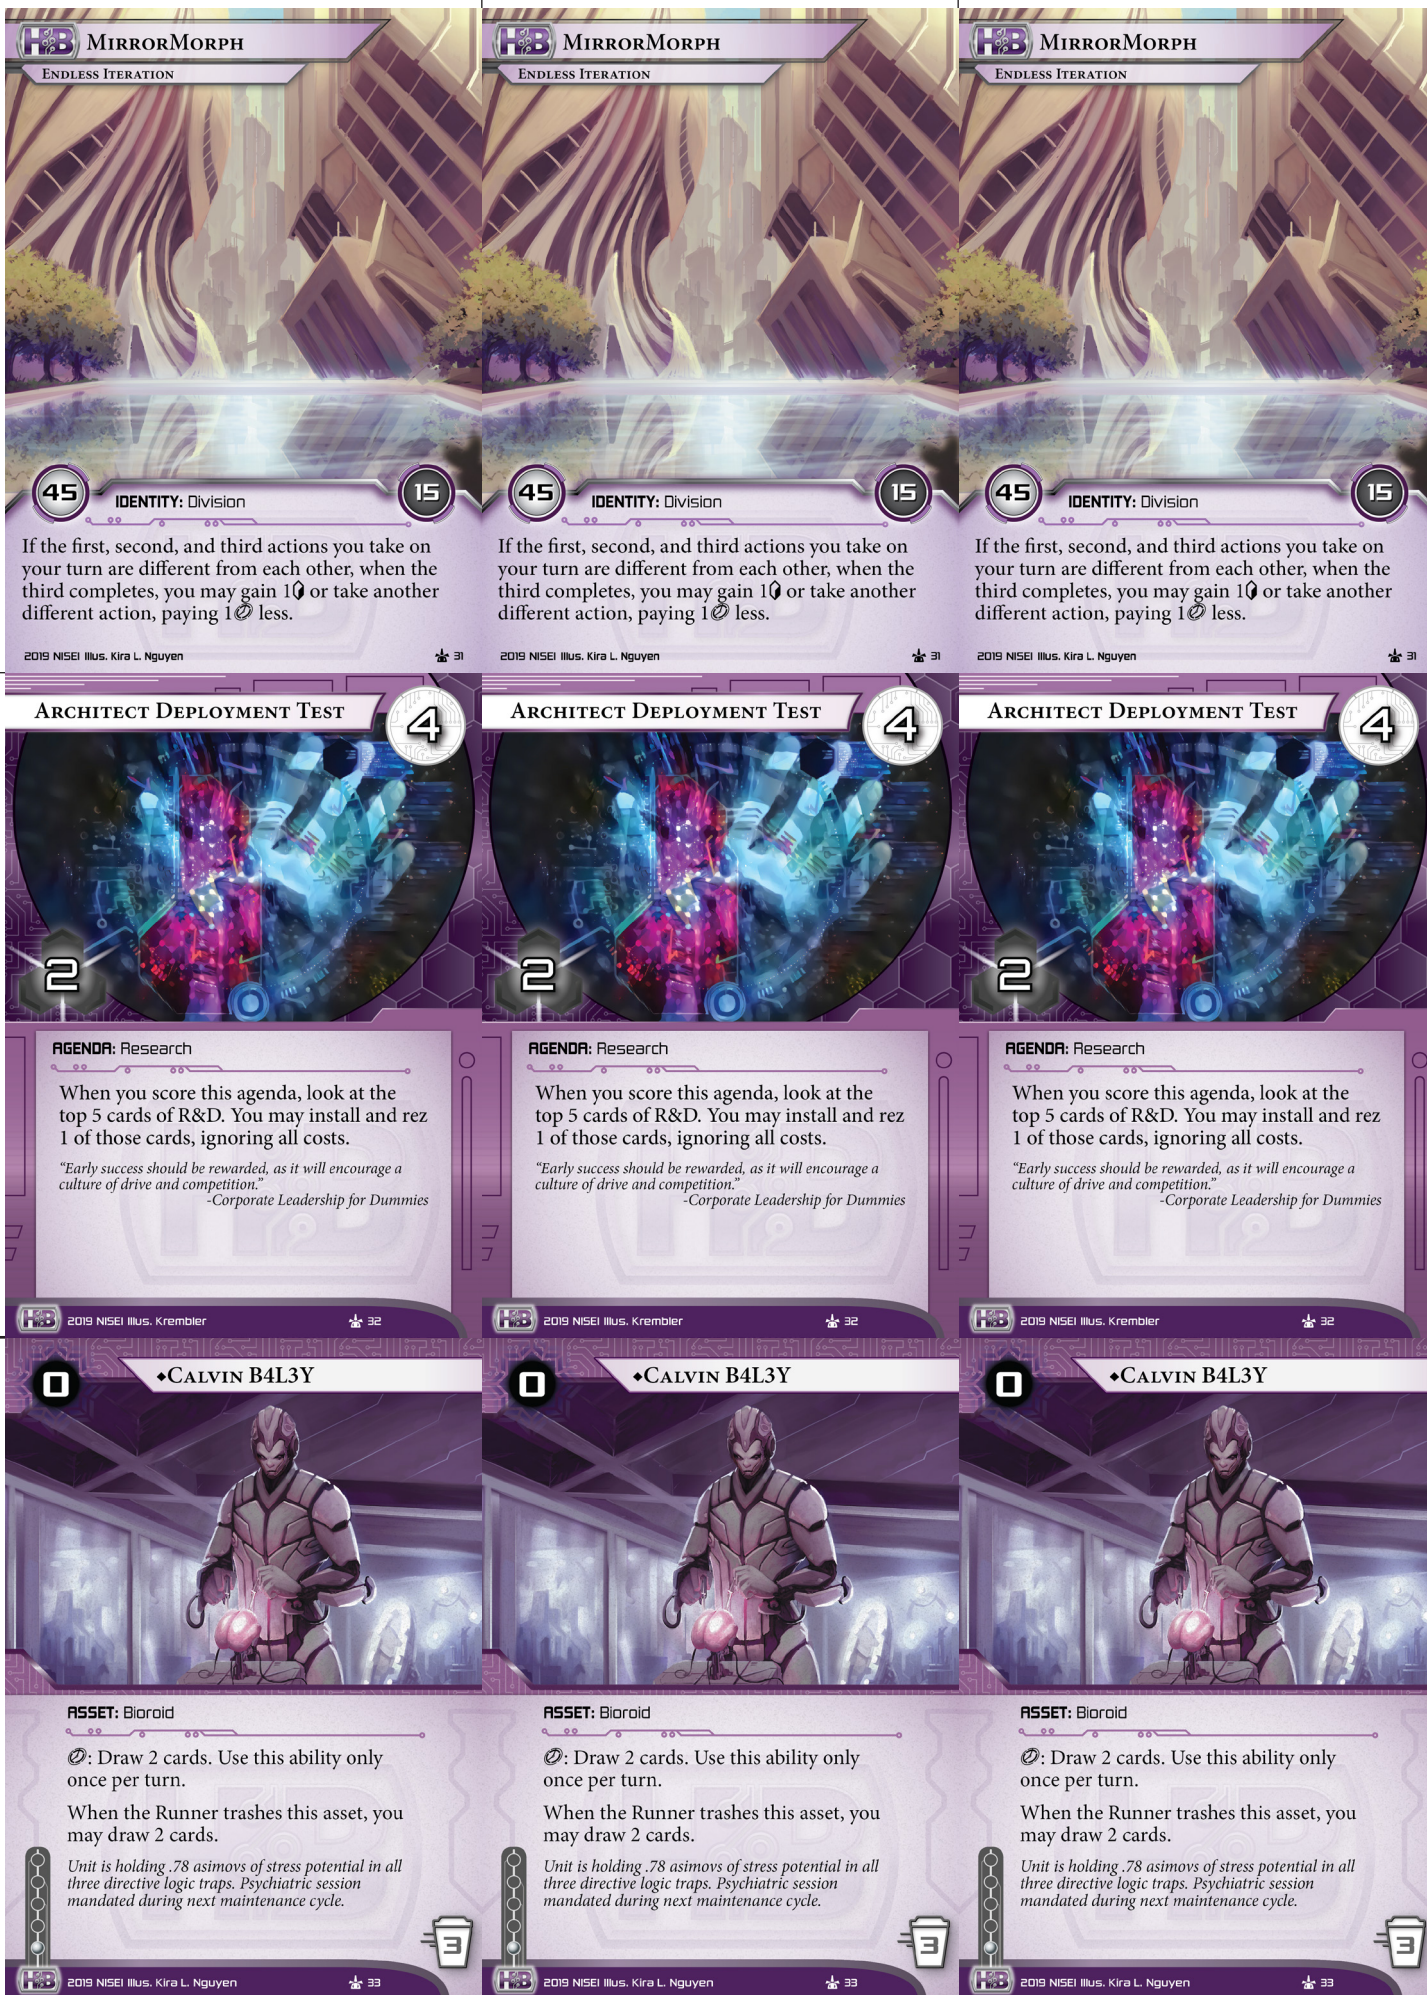 H:B MirrorMorph
Endless Iteration
45
IDENTITY: Division
15
If the first, second, and third actions you take on
your turn are different from each other, when the
third completes, you may gain 1 or take another
different action, paying 1 less.
2019 NISEI Illus. Kira L. Nguyen
31
H:B MirrorMorph
Endless Iteration
45
IDENTITY: Division
15
If the first, second, and third actions you take on
your turn are different from each other, when the
third completes, you may gain 1 or take another
different action, paying 1 less.
2019 NISEI Illus. Kira L. Nguyen
31
H:B MirrorMorph
Endless Iteration
45
IDENTITY: Division
15
If the first, second, and third actions you take on
your turn are different from each other, when the
third completes, you may gain 1 or take another
different action, paying 1 less.
2019 NISEI Illus. Kira L. Nguyen
31
Architect Deployment Test
4
2
AGENDA: Research
When you score this agenda, look at the
top 5 cards of R&D. You may install and rez
1 of those cards, ignoring all costs.
“Early success should be rewarded, as it will encourage a
culture of drive and competition.”
-Corporate Leadership for Dummies
H:B 2019 NISEI Illus. Krembler
32
Architect Deployment Test
4
2
AGENDA: Research
When you score this agenda, look at the
top 5 cards of R&D. You may install and rez
1 of those cards, ignoring all costs.
“Early success should be rewarded, as it will encourage a
culture of drive and competition.”
-Corporate Leadership for Dummies
H:B 2019 NISEI Illus. Krembler
32
Architect Deployment Test
4
2
AGENDA: Research
When you score this agenda, look at the
top 5 cards of R&D. You may install and rez
1 of those cards, ignoring all costs.
“Early success should be rewarded, as it will encourage a
culture of drive and competition.”
-Corporate Leadership for Dummies
H:B 2019 NISEI Illus. Krembler
32
0
◆Calvin B4L3Y
ASSET: Bioroid
: Draw 2 cards. Use this ability only
once per turn.
When the Runner trashes this asset, you
may draw 2 cards.
Unit is holding .78 asimovs of stress potential in all
three directive logic traps. Psychiatric session
mandated during next maintenance cycle.
3
H:B 2019 NISEI Illus. Kira L. Nguyen
33
0
◆Calvin B4L3Y
ASSET: Bioroid
: Draw 2 cards. Use this ability only
once per turn.
When the Runner trashes this asset, you
may draw 2 cards.
Unit is holding .78 asimovs of stress potential in all
three directive logic traps. Psychiatric session
mandated during next maintenance cycle.
3
H:B 2019 NISEI Illus. Kira L. Nguyen
33
0
◆Calvin B4L3Y
ASSET: Bioroid
: Draw 2 cards. Use this ability only
once per turn.
When the Runner trashes this asset, you
may draw 2 cards.
Unit is holding .78 asimovs of stress potential in all
three directive logic traps. Psychiatric session
mandated during next maintenance cycle.
3
H:B 2019 NISEI Illus. Kira L. Nguyen
33